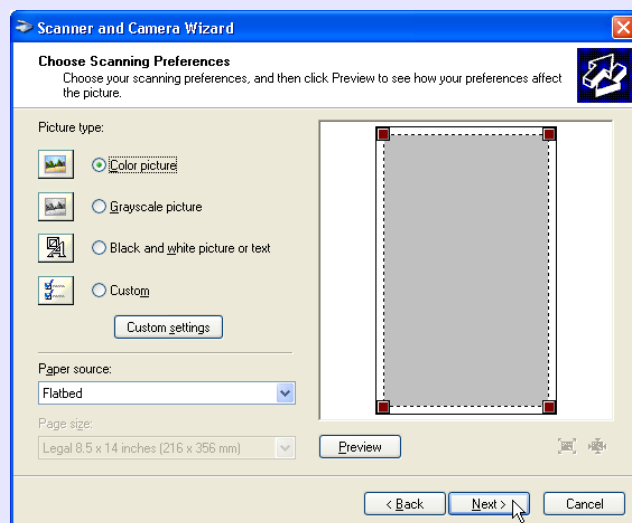 Scanner and Camera Wizard
Choose Scanning Preferences
Choose your scanning preferences, and then click Preview to see how your preferences affect
the picture.
Picture type:
Color picture
Grayscale picture
Black and white picture or text
Custom
Custom settings
Paper source:
Flatbed
Page size:
Legal 8.5 x 14 inches (216 x 356 mm)
Preview
< Back
Next >
Cancel